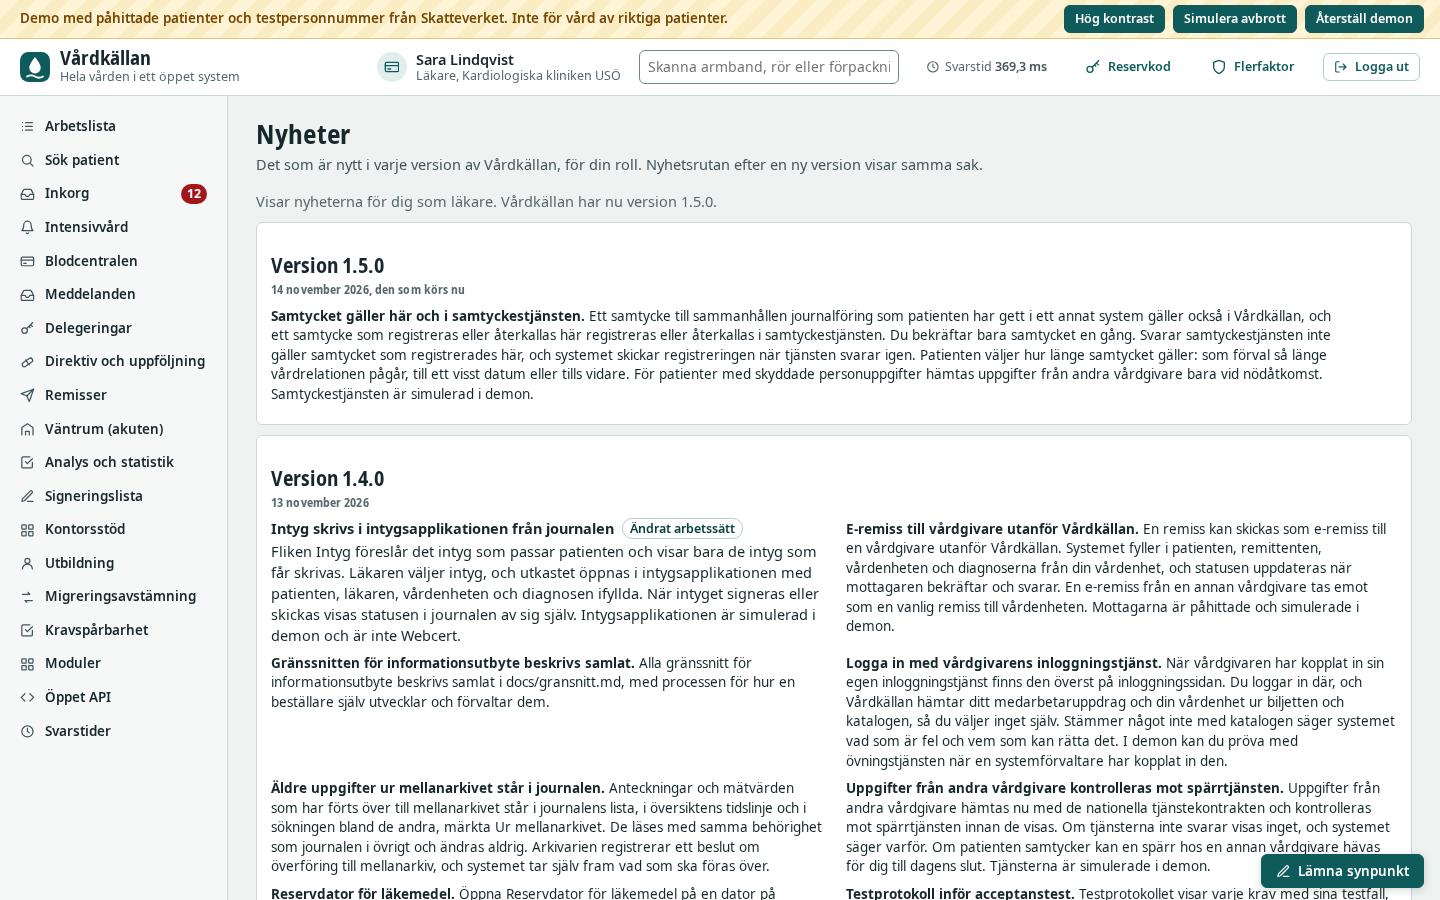 Demo med påhittade patienter och testpersonnummer från Skatteverket. Inte för vård av riktiga patienter.
Hög kontrast
Simulera avbrott
Återställ demon
Vårdkällan
Hela vården i ett öppet system
Sara Lindqvist
Läkare, Kardiologiska kliniken USÖ
Skanna armband, rör eller förpackni
Svarstid 369,3 ms
Reservkod
Flerfaktor
Logga ut
Arbetslista
Sök patient
Inkorg
12
Intensivvård
Blodcentralen
Meddelanden
Delegeringar
Direktiv och uppföljning
Remisser
Väntrum (akuten)
Analys och statistik
Signeringslista
Kontorsstöd
Utbildning
Migreringsavstämning
Kravspårbarhet
Moduler
Öppet API
Svarstider
Nyheter
Det som är nytt i varje version av Vårdkällan, för din roll. Nyhetsrutan efter en ny version visar samma sak.
Visar nyheterna för dig som läkare. Vårdkällan har nu version 1.5.0.
Version 1.5.0
14 november 2026, den som körs nu
Samtycket gäller här och i samtyckestjänsten. Ett samtycke till sammanhållen journalföring som patienten har gett i ett annat system gäller också i Vårdkällan, och
ett samtycke som registreras eller återkallas här registreras eller återkallas i samtyckestjänsten. Du bekräftar bara samtycket en gång. Svarar samtyckestjänsten inte
gäller samtycket som registrerades här, och systemet skickar registreringen när tjänsten svarar igen. Patienten väljer hur länge samtycket gäller: som förval så länge
vårdrelationen pågår, till ett visst datum eller tills vidare. För patienter med skyddade personuppgifter hämtas uppgifter från andra vårdgivare bara vid nödåtkomst.
Samtyckestjänsten är simulerad i demon.
Version 1.4.0
13 november 2026
Intyg skrivs i intygsapplikationen från journalen
Ändrat arbetssätt
Fliken Intyg föreslår det intyg som passar patienten och visar bara de intyg som
får skrivas. Läkaren väljer intyg, och utkastet öppnas i intygsapplikationen med
patienten, läkaren, vårdenheten och diagnosen ifyllda. När intyget signeras eller
skickas visas statusen i journalen av sig själv. Intygsapplikationen är simulerad i
demon och är inte Webcert.
E-remiss till vårdgivare utanför Vårdkällan. En remiss kan skickas som e-remiss till
en vårdgivare utanför Vårdkällan. Systemet fyller i patienten, remittenten,
vårdenheten och diagnoserna från din vårdenhet, och statusen uppdateras när
mottagaren bekräftar och svarar. En e-remiss från en annan vårdgivare tas emot
som en vanlig remiss till vårdenheten. Mottagarna är påhittade och simulerade i
demon.
Gränssnitten för informationsutbyte beskrivs samlat. Alla gränssnitt för
informationsutbyte beskrivs samlat i docs/gransnitt.md, med processen för hur en
beställare själv utvecklar och förvaltar dem.
Logga in med vårdgivarens inloggningstjänst. När vårdgivaren har kopplat in sin
egen inloggningstjänst finns den överst på inloggningssidan. Du loggar in där, och
Vårdkällan hämtar ditt medarbetaruppdrag och din vårdenhet ur biljetten och
katalogen, så du väljer inget själv. Stämmer något inte med katalogen säger systemet
vad som är fel och vem som kan rätta det. I demon kan du pröva med
övningstjänsten när en systemförvaltare har kopplat in den.
Äldre uppgifter ur mellanarkivet står i journalen. Anteckningar och mätvärden
som har förts över till mellanarkivet står i journalens lista, i översiktens tidslinje och i
sökningen bland de andra, märkta Ur mellanarkivet. De läses med samma behörighet
som journalen i övrigt och ändras aldrig. Arkivarien registrerar ett beslut om
överföring till mellanarkiv, och systemet tar själv fram vad som ska föras över.
Uppgifter från andra vårdgivare kontrolleras mot spärrtjänsten. Uppgifter från
andra vårdgivare hämtas nu med de nationella tjänstekontrakten och kontrolleras
mot spärrtjänsten innan de visas. Om tjänsterna inte svarar visas inget, och systemet
säger varför. Om patienten samtycker kan en spärr hos en annan vårdgivare hävas
för dig till dagens slut. Tjänsterna är simulerade i demon.
Reservdator för läkemedel. Öppna Reservdator för läkemedel på en dator på
Testprotokoll inför acceptanstest. Testprotokollet visar varje krav med sina testfall,
Lämna synpunkt